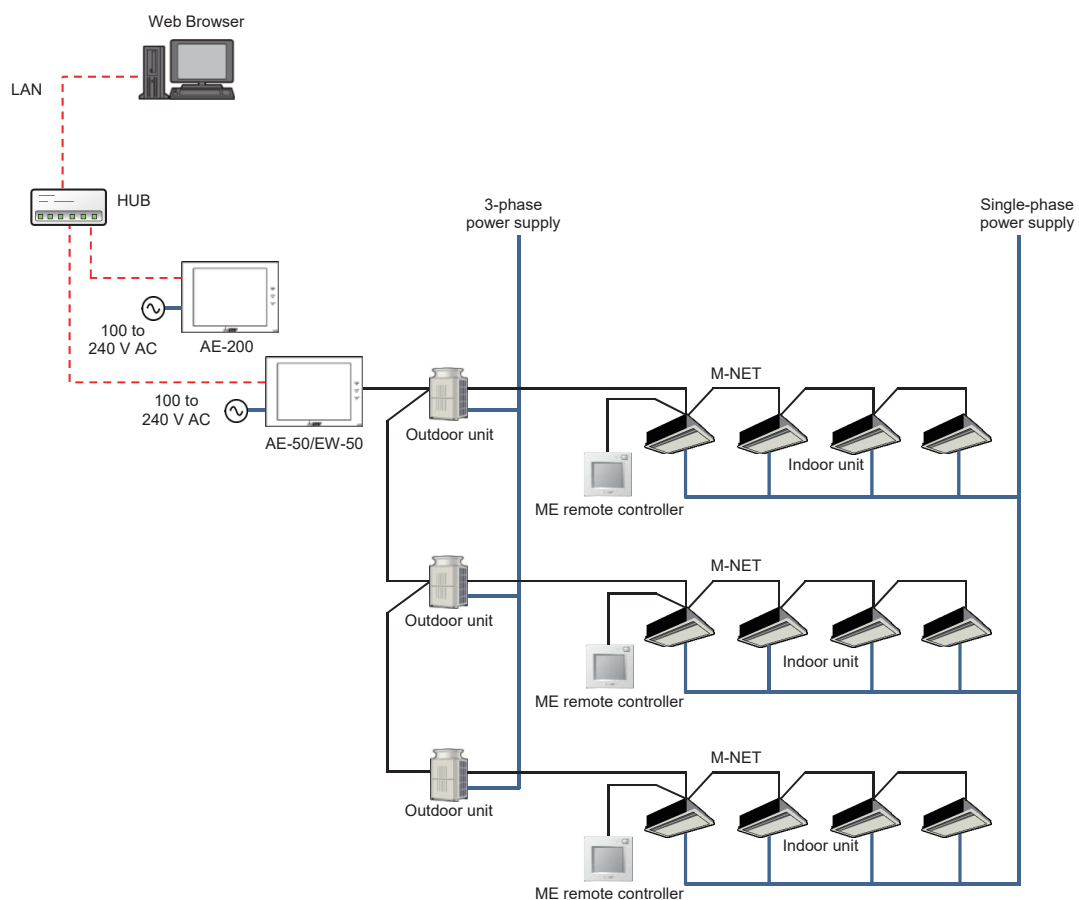 Web Browser
LAN
HUB
3-phase
power supply
Single-phase
power supply
100 to
240 V AC
AE-200
100 to
240 V AC
AE-50/EW-50
Outdoor unit
M-NET
Indoor unit
ME remote controller
Outdoor unit
M-NET
Indoor unit
ME remote controller
Outdoor unit
M-NET
Indoor unit
ME remote controller